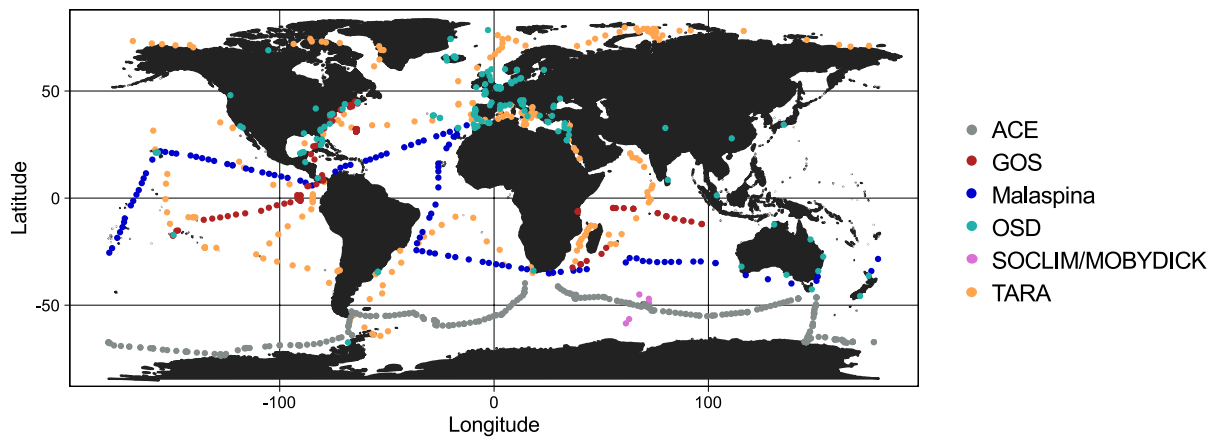 50
0
-50
-100
0
100
Latitude
Longitude
ACE
GOS
Malaspina
OSD
SOCLIM/MOBYDICK
TARA